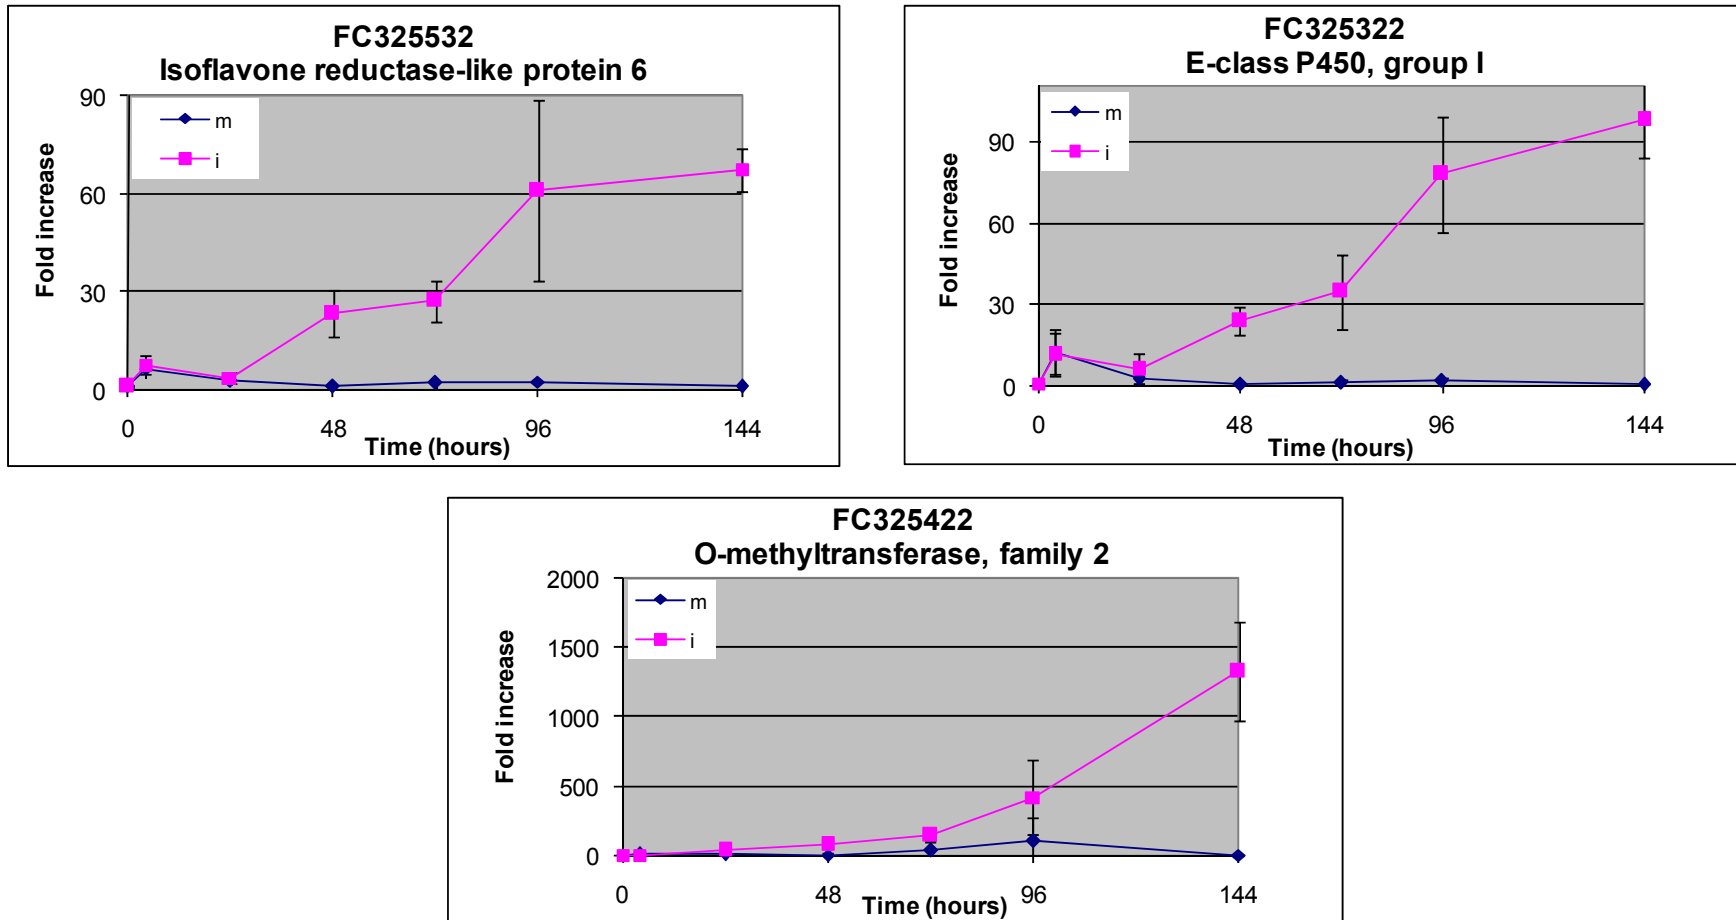 FC325532
Isoflavone reductase-like protein 6
Fold increase
90
60
30
0
m
i
0 48 96 144
Time (hours)
FC325322
E-class P450, group I
Fold increase
90
60
30
0
m
i
0 48 96 144
Time (hours)
FC325422
O-methyltransferase, family 2
Fold increase
2000
1500
1000
500
0
m
i
0 48 96 144
Time (hours)